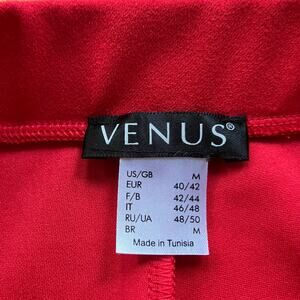 VENUS®
US/GB M
EUR 40/42
F/B 42/44
IT 46/48
RU/UA 48/50
BR M
Made in Tunisia